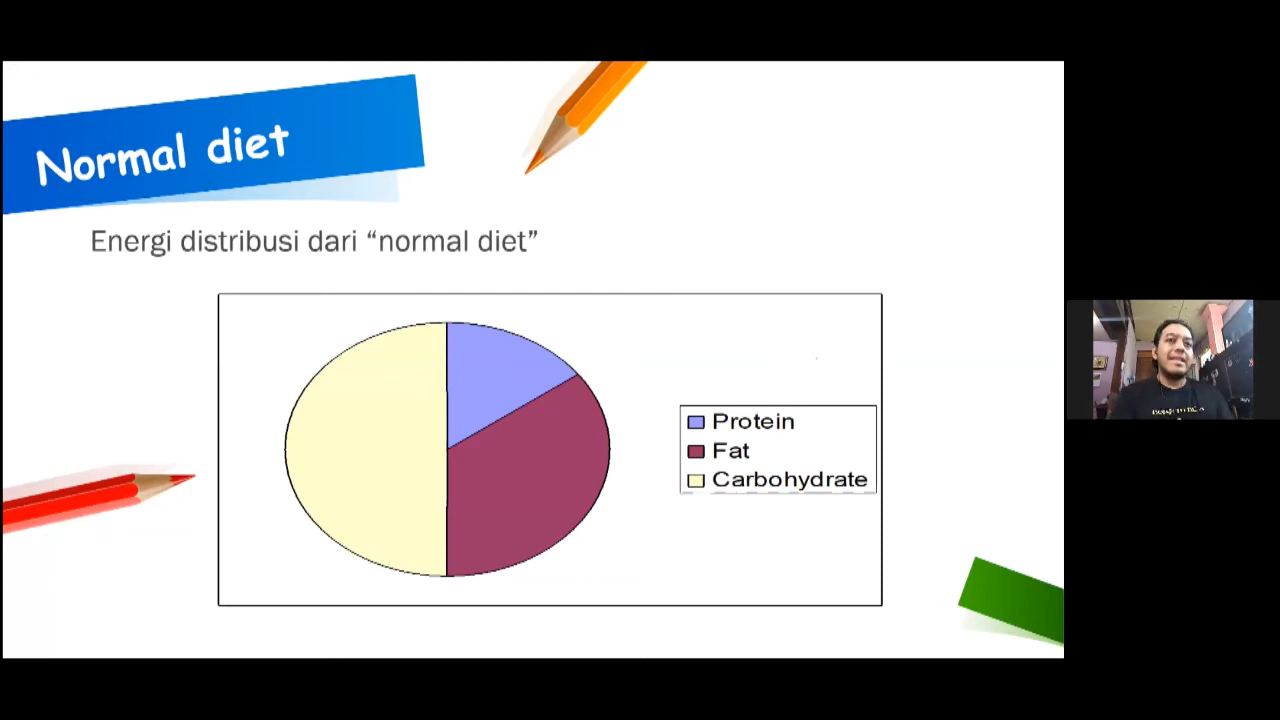 Normal diet
Energi distribusi dari “normal diet”
Protein
Fat
Carbohydrate